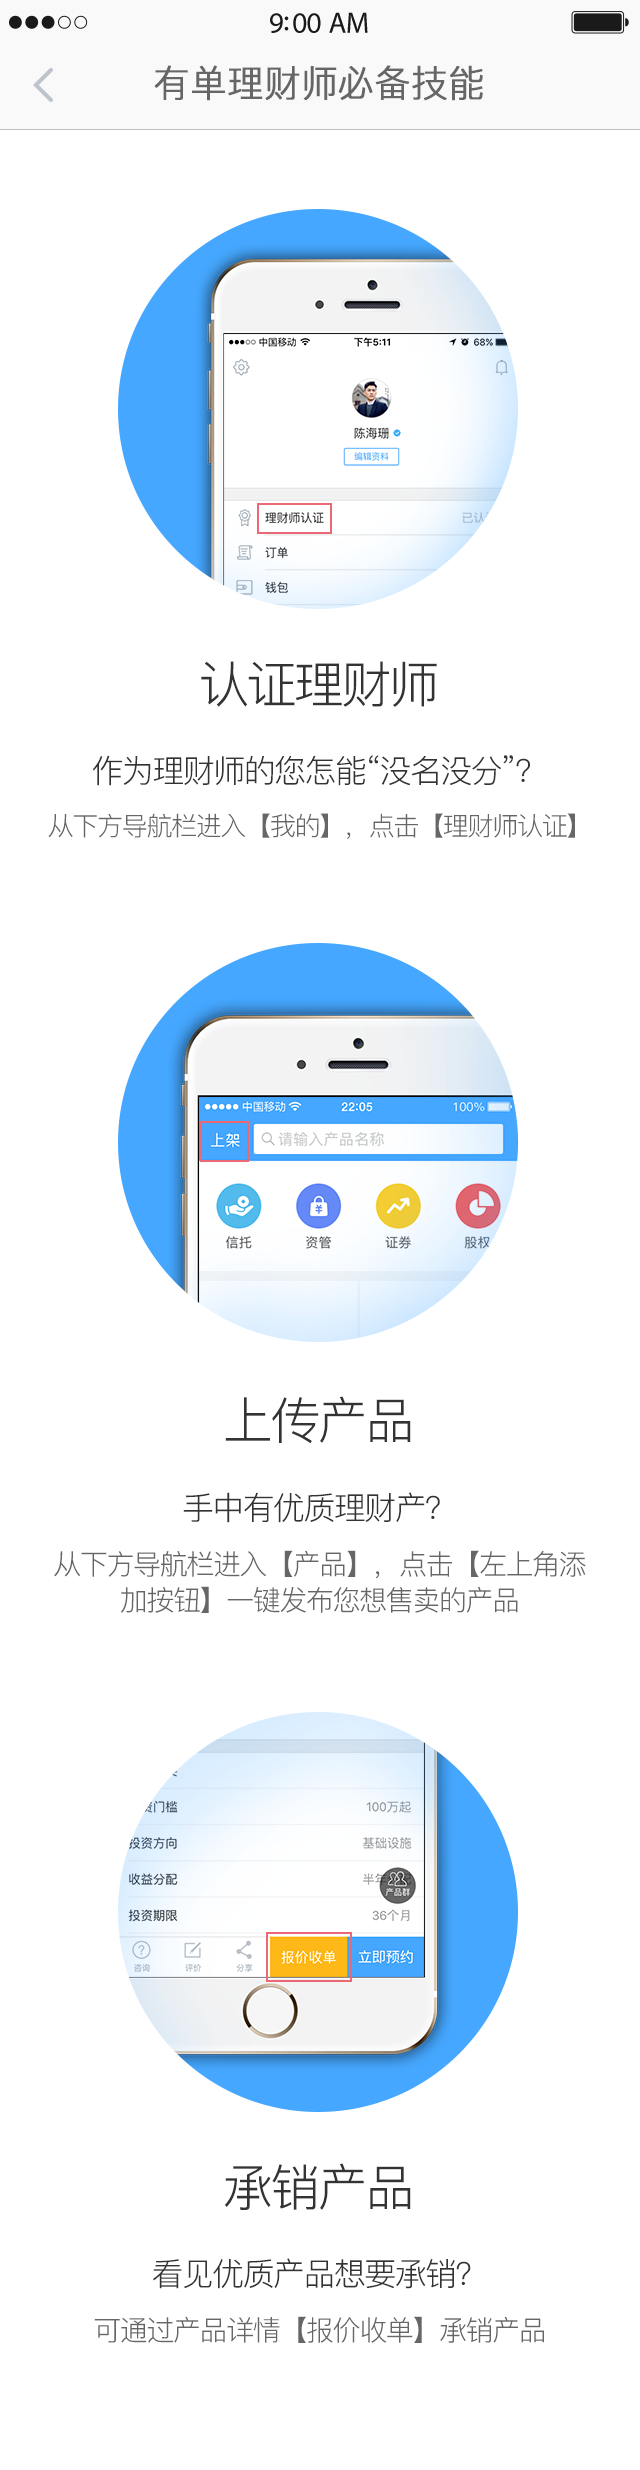 9:00 AM
有单理财师必备技能
中国移动 下午5:11 68%
陈海珊
编辑资料
理财师认证
订单
钱包
认证理财师
作为理财师的您怎能“没名没分”?
从下方导航栏进入【我的】，点击【理财师认证】
中国移动 22:05 100%
上架 请输入产品名称
信托 资管 证券 股权
上传产品
手中有优质理财产?
从下方导航栏进入【产品】，点击【左上角添
加按钮】一键发布您想售卖的产品
门槛 100万起
投资方向 基础设施
收益分配 半年
产品群
投资期限 36个月
咨询 评价 分享 报价收单 立即预约
承销产品
看见优质产品想要承销?
可通过产品详情【报价收单】承销产品